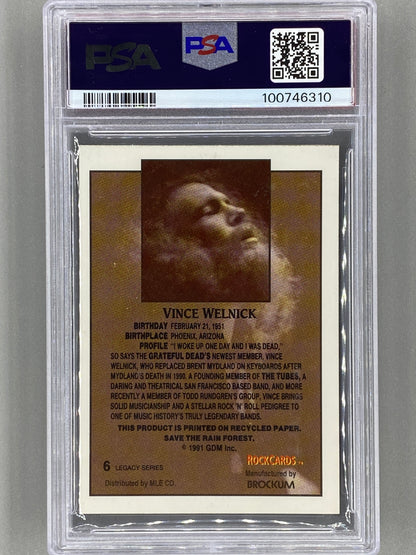 PSA
PSA
100746310
VINCE WELNICK
BIRTHDAY FEBRUARY 21, 1951
BIRTHPLACE PHOENIX, ARIZONA
PROFILE "I WOKE UP ONE DAY AND I WAS DEAD,"
SO SAYS THE GRATEFUL DEAD'S NEWEST MEMBER, VINCE
WELNICK, WHO REPLACED BRENT MYDLAND ON KEYBOARDS AFTER
MYDLAND'S DEATH IN 1990. A FOUNDING MEMBER OF THE TUBES, A
DARING AND THEATRICAL SAN FRANCISCO BASED BAND, AND MORE
RECENTLY A MEMBER OF TODD RUNDGREN'S GROUP, VINCE BRINGS
SOLID MUSICIANSHIP AND A STELLAR ROCK 'N' ROLL PEDIGREE TO
ONE OF MUSIC HISTORY'S TRULY LEGENDARY BANDS.
THIS PRODUCT IS PRINTED ON RECYCLED PAPER.
SAVE THE RAIN FOREST.
© 1991 GDM Inc.
6 LEGACY SERIES
ROCKCARDS TM
Distributed by MLE CO.
Manufactured by
BROCKUM